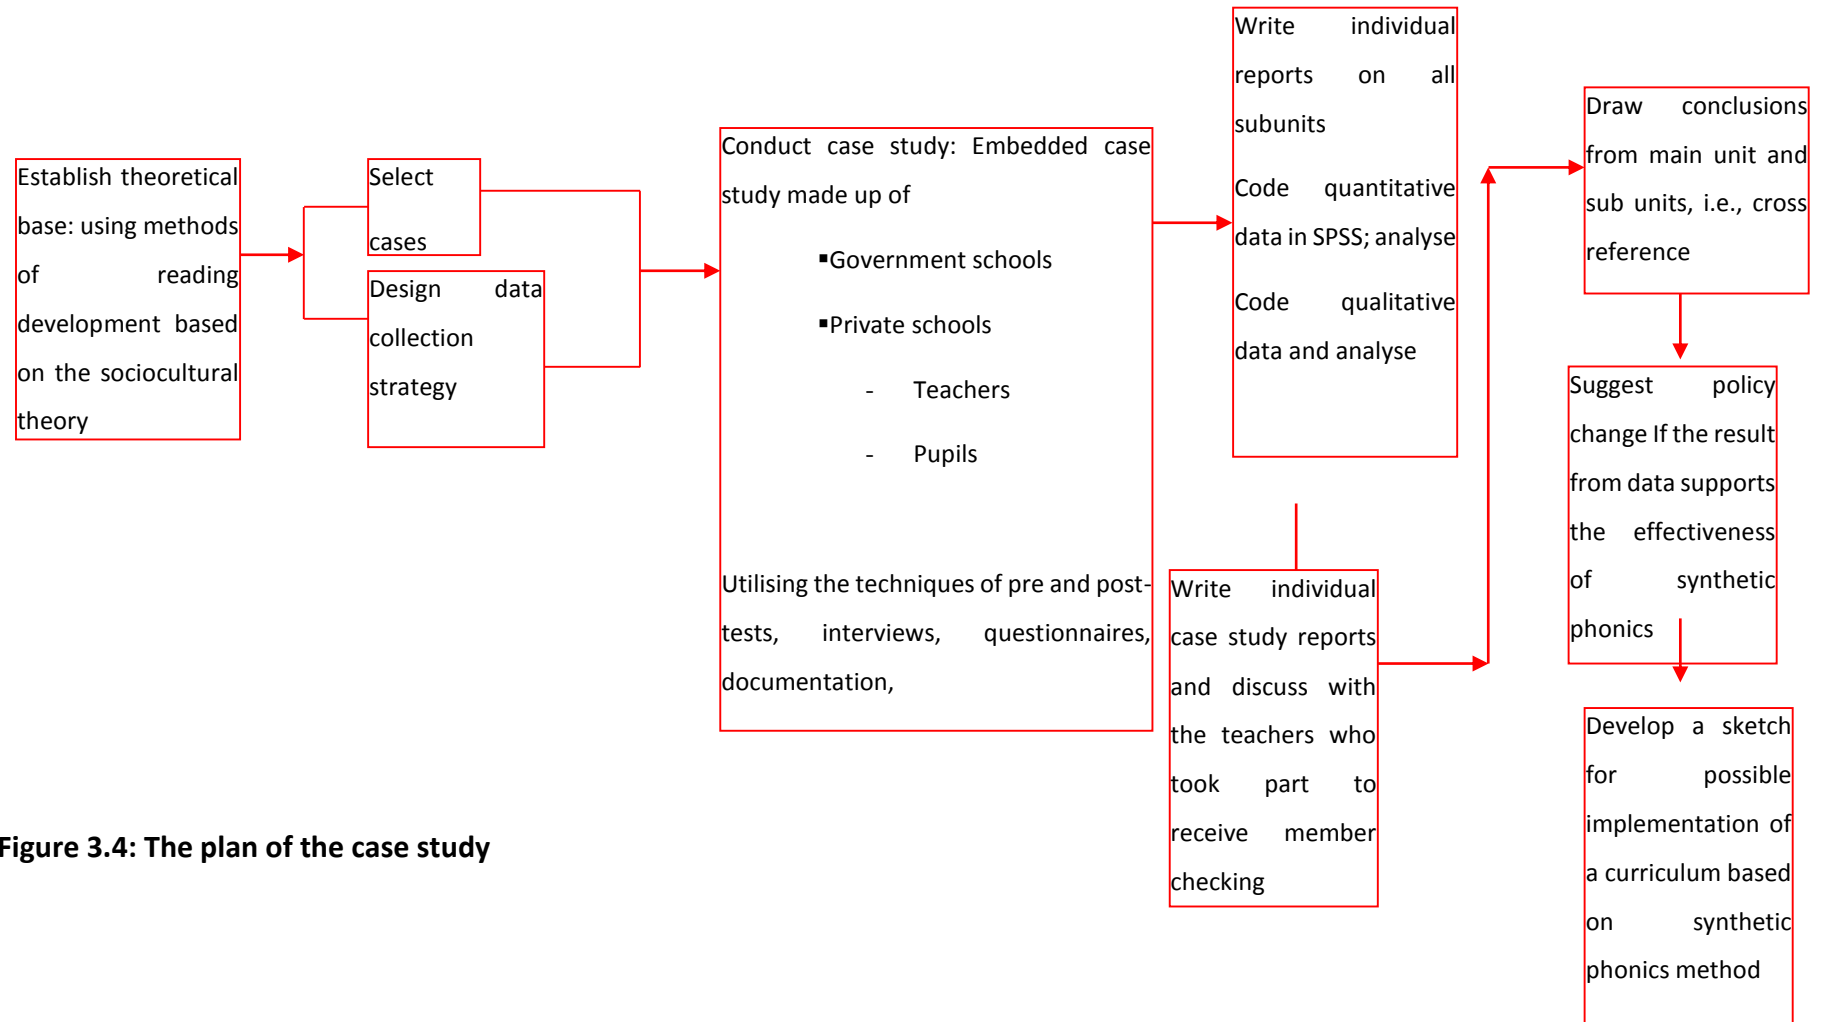 Establish theoretical
base: using methods
of reading
development based
on the sociocultural
theory
Select
cases
Design data
collection
strategy
Conduct case study: Embedded case
study made up of
▪Government schools
▪Private schools
- Teachers
- Pupils
Utilising the techniques of pre and post-
tests, interviews, questionnaires,
documentation,
Write individual
reports on all
subunits
Code quantitative
data in SPSS; analyse
Code qualitative
data and analyse
Write individual
case study reports
and discuss with
the teachers who
took part to
receive member
checking
Draw conclusions
from main unit and
sub units, i.e., cross
reference
Suggest policy
change If the result
from data supports
the effectiveness
of synthetic
phonics
Develop a sketch
for possible
implementation of
a curriculum based
on synthetic
phonics method
Figure 3.4: The plan of the case study